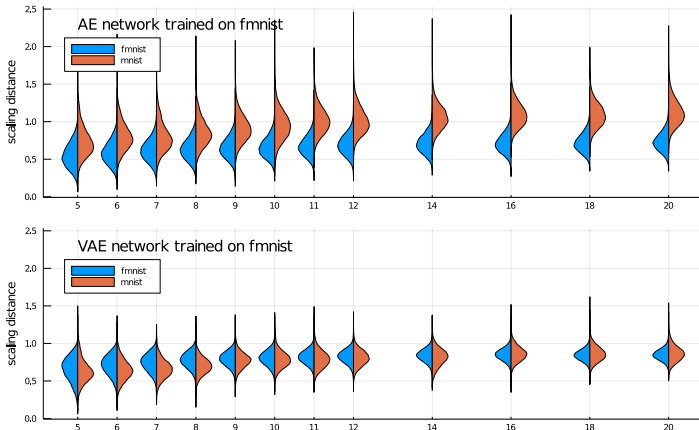 AE network trained on fmnist
fmnist
mnist
scaling distance
2.5
2.0
1.5
1.0
0.5
0.0
5 6 7 8 9 10 11 12 14 16 18 20
VAE network trained on fmnist
fmnist
mnist
scaling distance
2.5
2.0
1.5
1.0
0.5
0.0
5 6 7 8 9 10 11 12 14 16 18 20